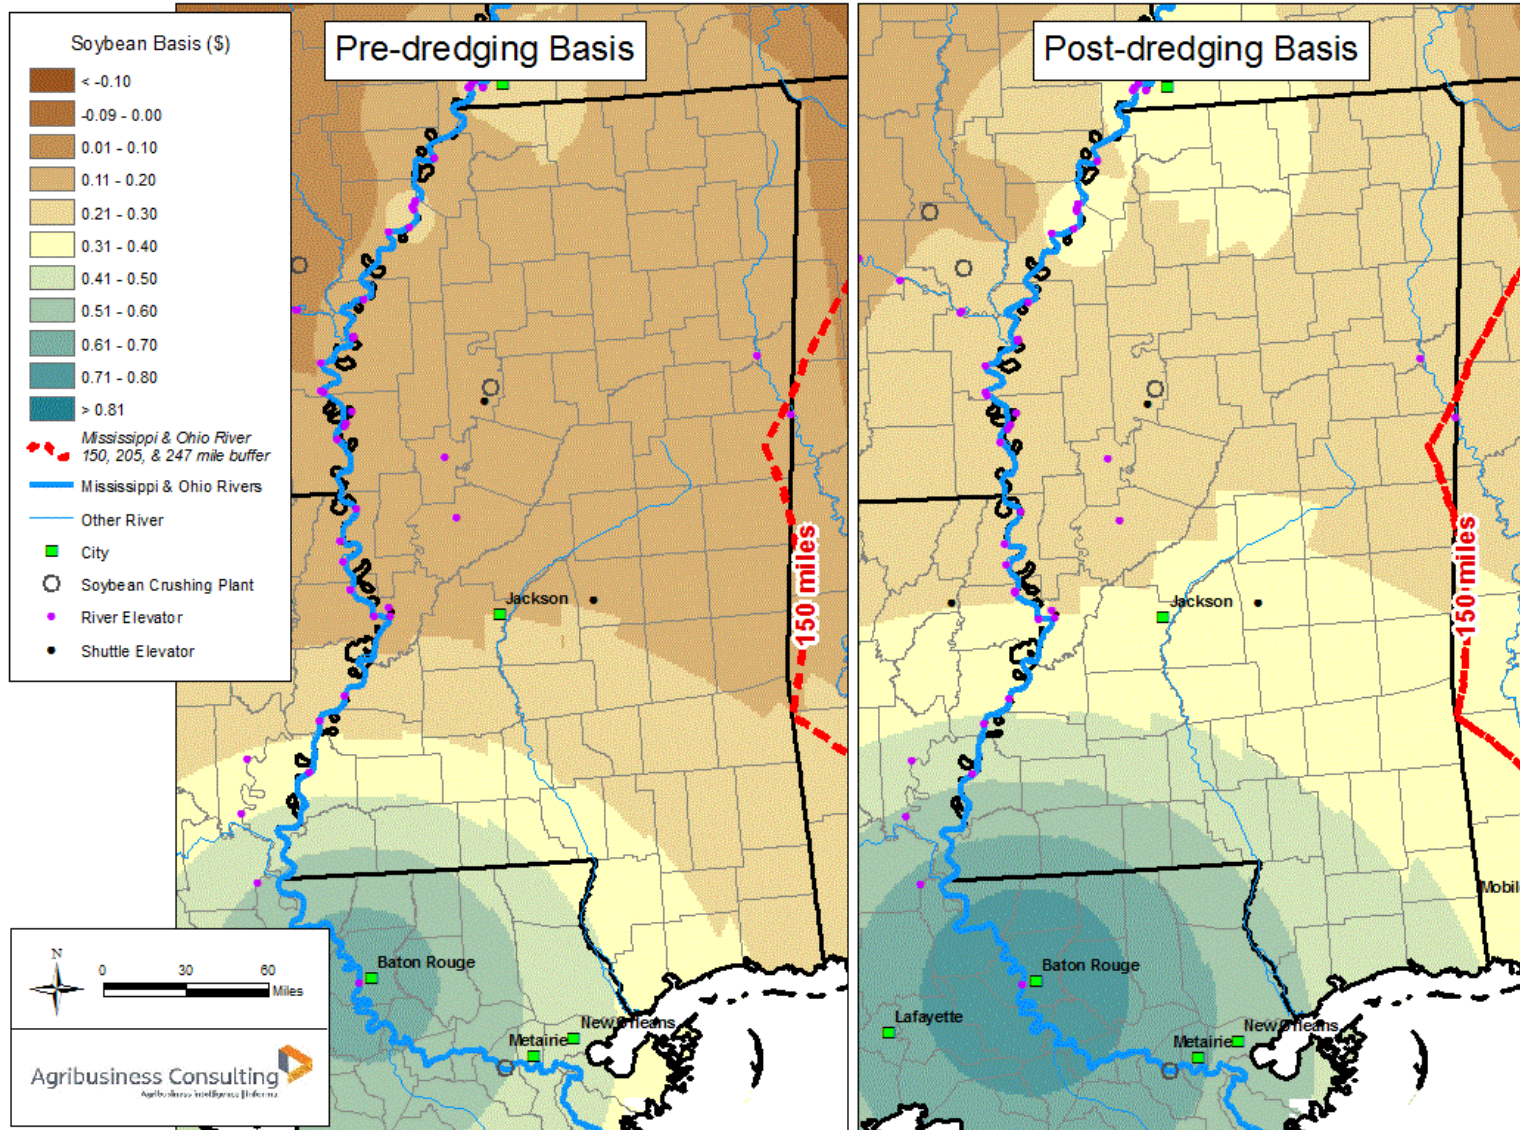 Soybean Basis ($)
< -0.10
-0.09 - 0.00
0.01 - 0.10
0.11 - 0.20
0.21 - 0.30
0.31 - 0.40
0.41 - 0.50
0.51 - 0.60
0.61 - 0.70
0.71 - 0.80
> 0.81
Mississippi & Ohio River
150, 205, & 247 mile buffer
Mississippi & Ohio Rivers
Other River
City
Soybean Crushing Plant
River Elevator
Shuttle Elevator
Pre-dredging Basis
Jackson
150 miles
Baton Rouge
New Orleans
Metairie
N
0 30 60
Miles
Agribusiness Consulting
Agribusiness intelligence | Informa
Post-dredging Basis
Jackson
150 miles
Mobil
Baton Rouge
Lafayette
New Orleans
Metairie